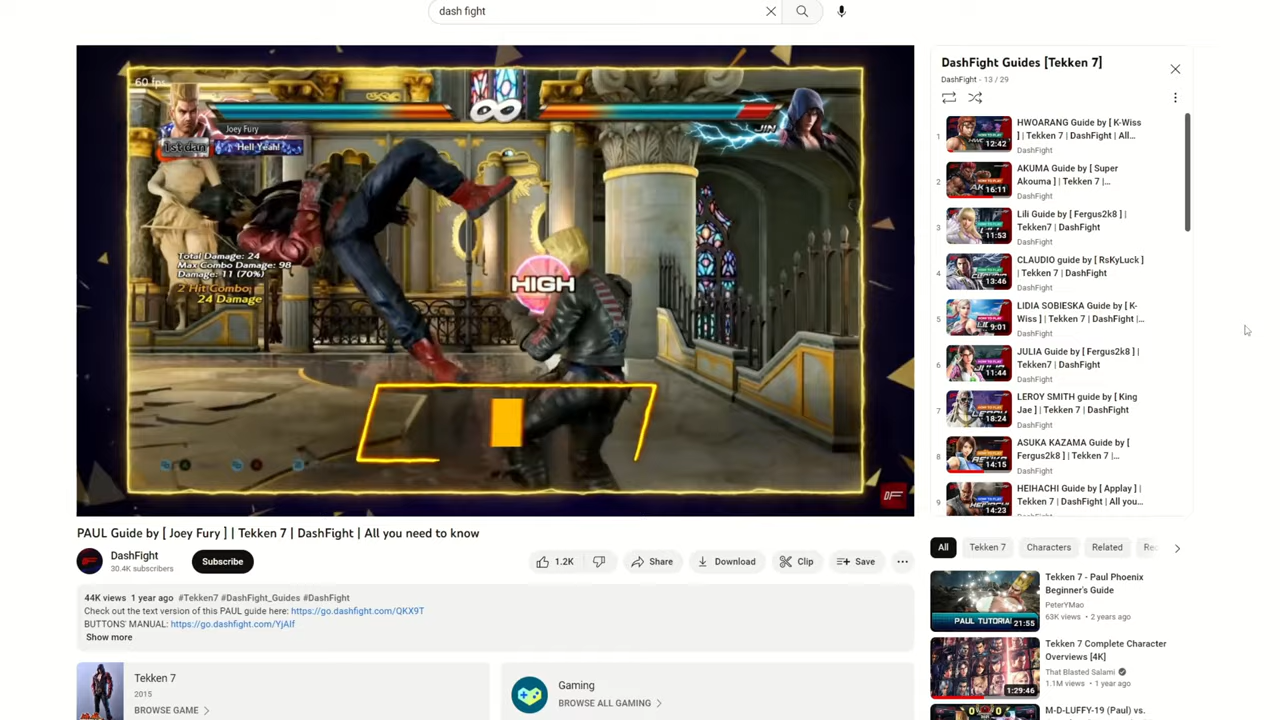 dash fight
60 fps
Joey Fury
1st dan
Hell Yeah!
JIN
Total Damage: 24
Max Combo Damage: 98
Damage: 11 (70%)
2 Hit Combo
24 Damage
HIGH
DF
PAUL Guide by [ Joey Fury ] | Tekken 7 | DashFight | All you need to know
DashFight
30.4K subscribers
Subscribe
1.2K
Share
Download
Clip
Save
44K views 1 year ago #Tekken7 #DashFight_Guides #DashFight
Check out the text version of this PAUL guide here: https://go.dashfight.com/QKX9T
BUTTONS' MANUAL: https://go.dashfight.com/YjAlf
Show more
Tekken 7
2015
BROWSE GAME
Gaming
BROWSE ALL GAMING
DashFight Guides [Tekken 7]
DashFight - 13 / 29
1
12:42
HWOARANG Guide by [ K-Wiss
] | Tekken 7 | DashFight | All...
DashFight
2
16:11
AKUMA Guide by [ Super
Akouma ] | Tekken 7 |...
DashFight
3
11:53
Lili Guide by [ Fergus2k8 ] |
Tekken7 | DashFight
DashFight
4
13:46
CLAUDIO guide by [ RsKyLuck ]
| Tekken 7 | DashFight
DashFight
5
9:01
LIDIA SOBIESKA Guide by [ K-
Wiss ] | Tekken 7 | DashFight |...
DashFight
6
11:44
JULIA Guide by [ Fergus2k8 ] |
Tekken7 | DashFight
DashFight
7
18:24
LEROY SMITH guide by [ King
Jae ] | Tekken 7 | DashFight
DashFight
8
14:15
ASUKA KAZAMA Guide by [
Fergus2k8 ] | Tekken 7 |...
DashFight
9
14:23
HEIHACHI Guide by [ Applay ] |
Tekken 7 | DashFight | All you...
All
Tekken 7
Characters
Related
PAUL TUTORIAL
21:55
Tekken 7 - Paul Phoenix
Beginner's Guide
PeterYMao
63K views • 2 years ago
1:29:46
Tekken 7 Complete Character
Overviews [4K]
That Blasted Salami
1.1M views • 1 year ago
M-D-LUFFY-19 (Paul) vs.